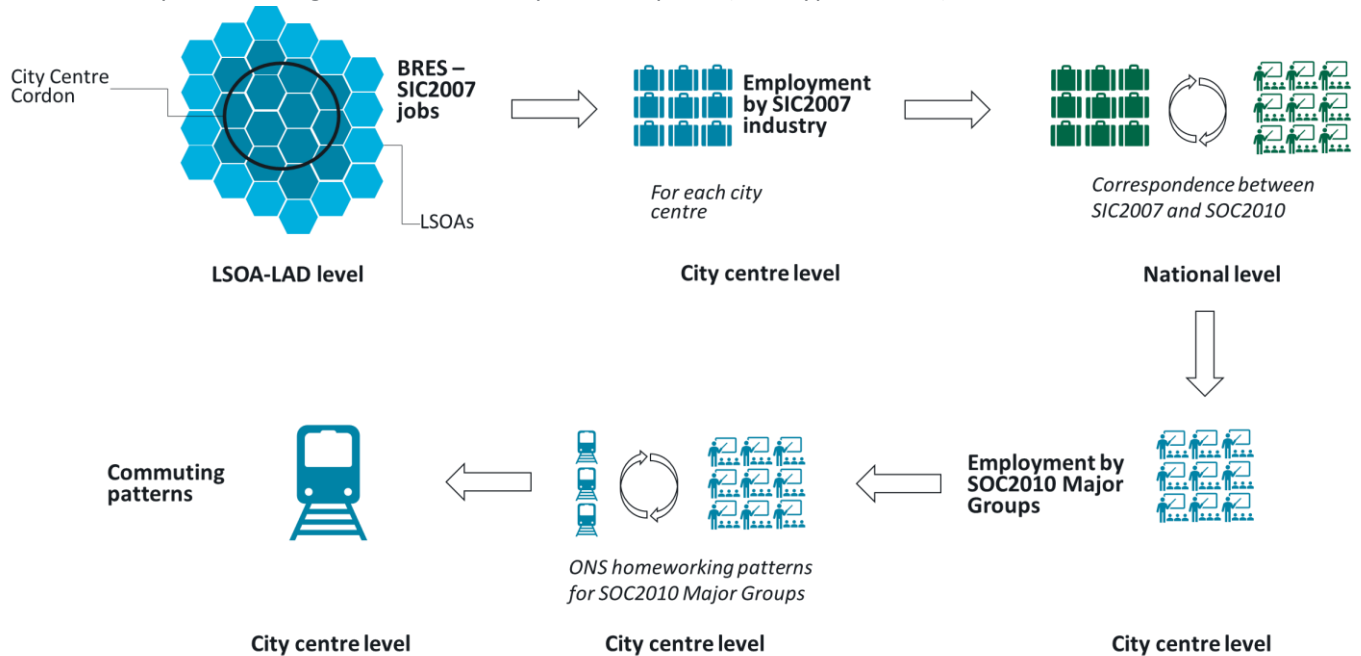 City Centre
Cordon
BRES –
SIC2007
jobs
LSOAs
LSOA-LAD level
Employment
by SIC2007
industry
For each city
centre
City centre level
Correspondence between
SIC2007 and SOC2010
National level
Commuting
patterns
City centre level
ONS homeworking patterns
for SOC2010 Major Groups
City centre level
Employment by
SOC2010 Major
Groups
City centre level